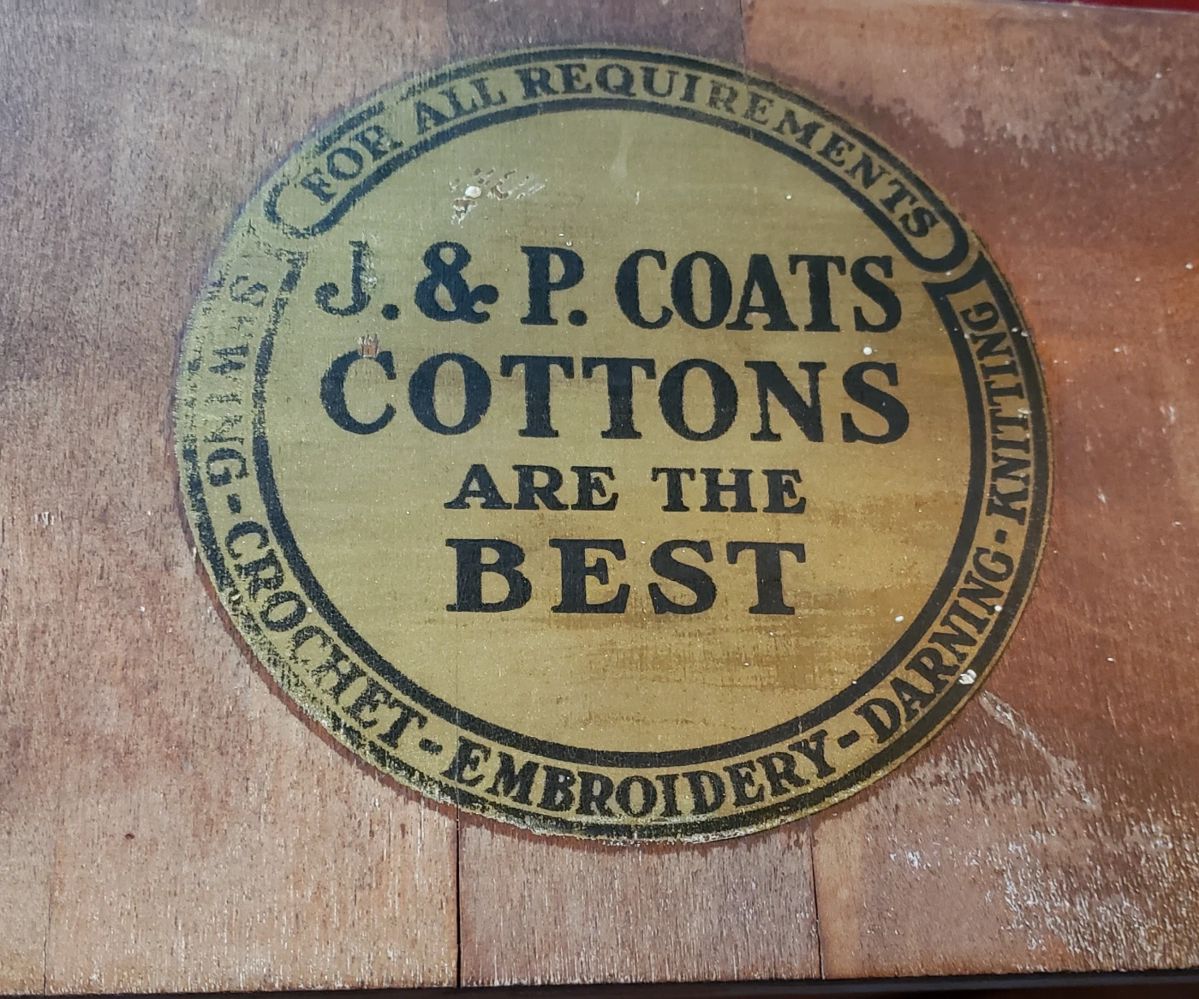 FOR ALL REQUIREMENTS
J. & P. COATS
COTTONS
ARE THE
BEST
SEWING - CROCHET - EMBROIDERY - DARNING - KNITTING